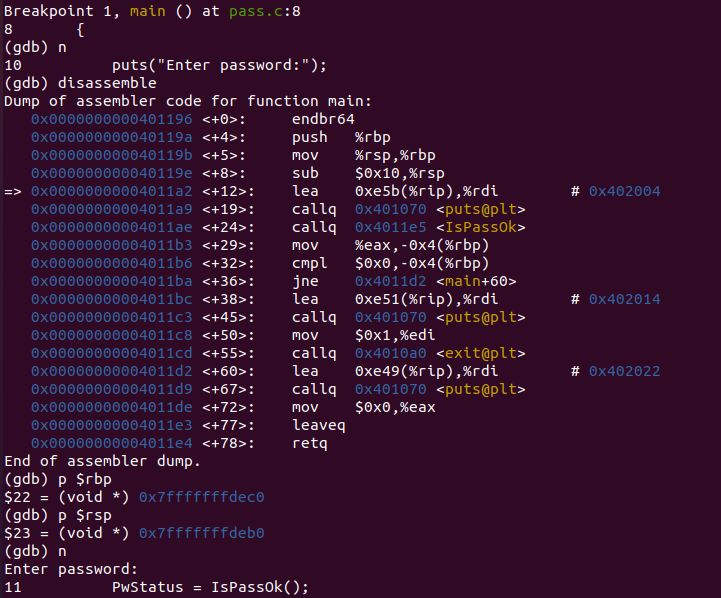 Breakpoint 1, main () at pass.c:8
8       {
(gdb) n
10          puts("Enter password:");
(gdb) disassemble
Dump of assembler code for function main:
   0x0000000000401196 <+0>:    endbr64
   0x000000000040119a <+4>:    push   %rbp
   0x000000000040119b <+5>:    mov    %rsp,%rbp
   0x000000000040119e <+8>:    sub    $0x10,%rsp
=> 0x00000000004011a2 <+12>:    lea    0xe5b(%rip),%rdi        # 0x402004
   0x00000000004011a9 <+19>:    callq  0x401070 <puts@plt>
   0x00000000004011ae <+24>:    callq  0x4011e5 <IsPassOk>
   0x00000000004011b3 <+29>:    mov    %eax,-0x4(%rbp)
   0x00000000004011b6 <+32>:    cmpl   $0x0,-0x4(%rbp)
   0x00000000004011ba <+36>:    jne    0x4011d2 <main+60>
   0x00000000004011bc <+38>:    lea    0xe51(%rip),%rdi        # 0x402014
   0x00000000004011c3 <+45>:    callq  0x401070 <puts@plt>
   0x00000000004011c8 <+50>:    mov    $0x1,%edi
   0x00000000004011cd <+55>:    callq  0x4010a0 <exit@plt>
   0x00000000004011d2 <+60>:    lea    0xe49(%rip),%rdi        # 0x402022
   0x00000000004011d9 <+67>:    callq  0x401070 <puts@plt>
   0x00000000004011de <+72>:    mov    $0x0,%eax
   0x00000000004011e3 <+77>:    leaveq
   0x00000000004011e4 <+78>:    retq
End of assembler dump.
(gdb) p $rbp
$22 = (void *) 0x7fffffffdec0
(gdb) p $rsp
$23 = (void *) 0x7fffffffdeb0
(gdb) n
Enter password:
11          PwStatus = IsPassOk();